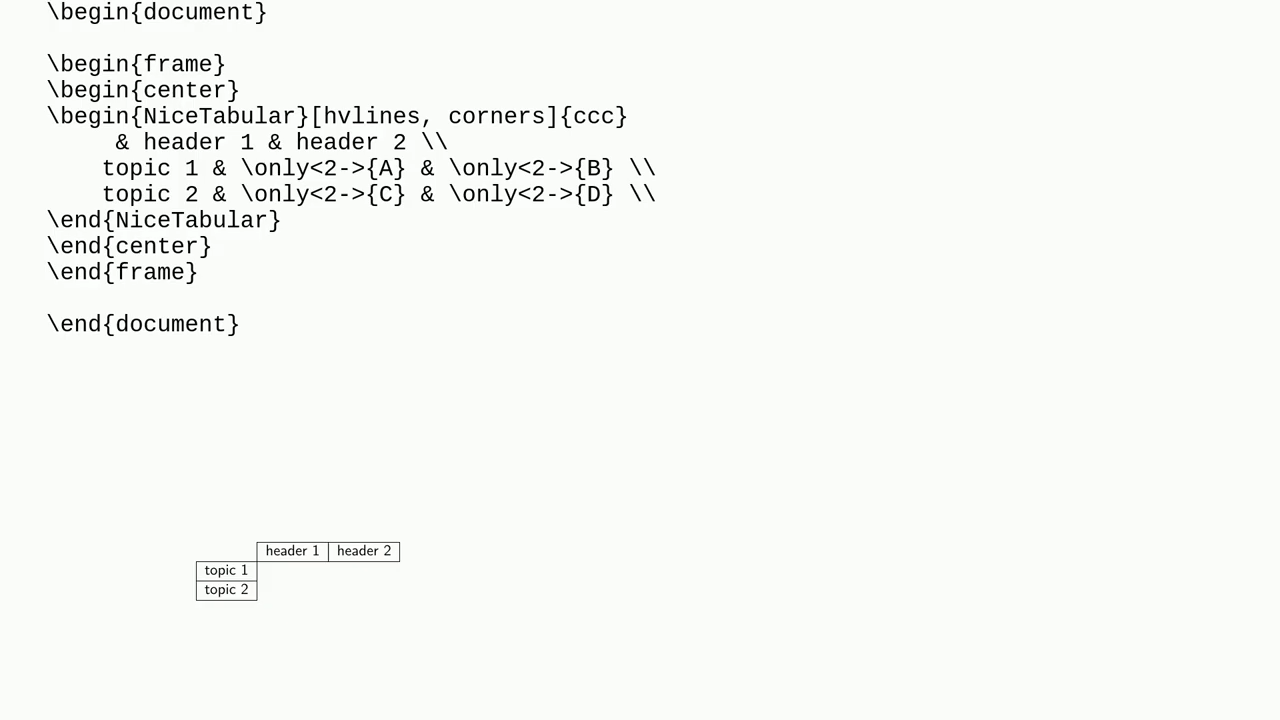 \begin{document}
\begin{frame}
\begin{center}
\begin{NiceTabular}[hvlines, corners]{ccc}
& header 1 & header 2 \\
topic 1 & \only<2->{A} & \only<2->{B} \\
topic 2 & \only<2->{C} & \only<2->{D} \\
\end{NiceTabular}
\end{center}
\end{frame}
\end{document}
header 1 header 2
topic 1
topic 2